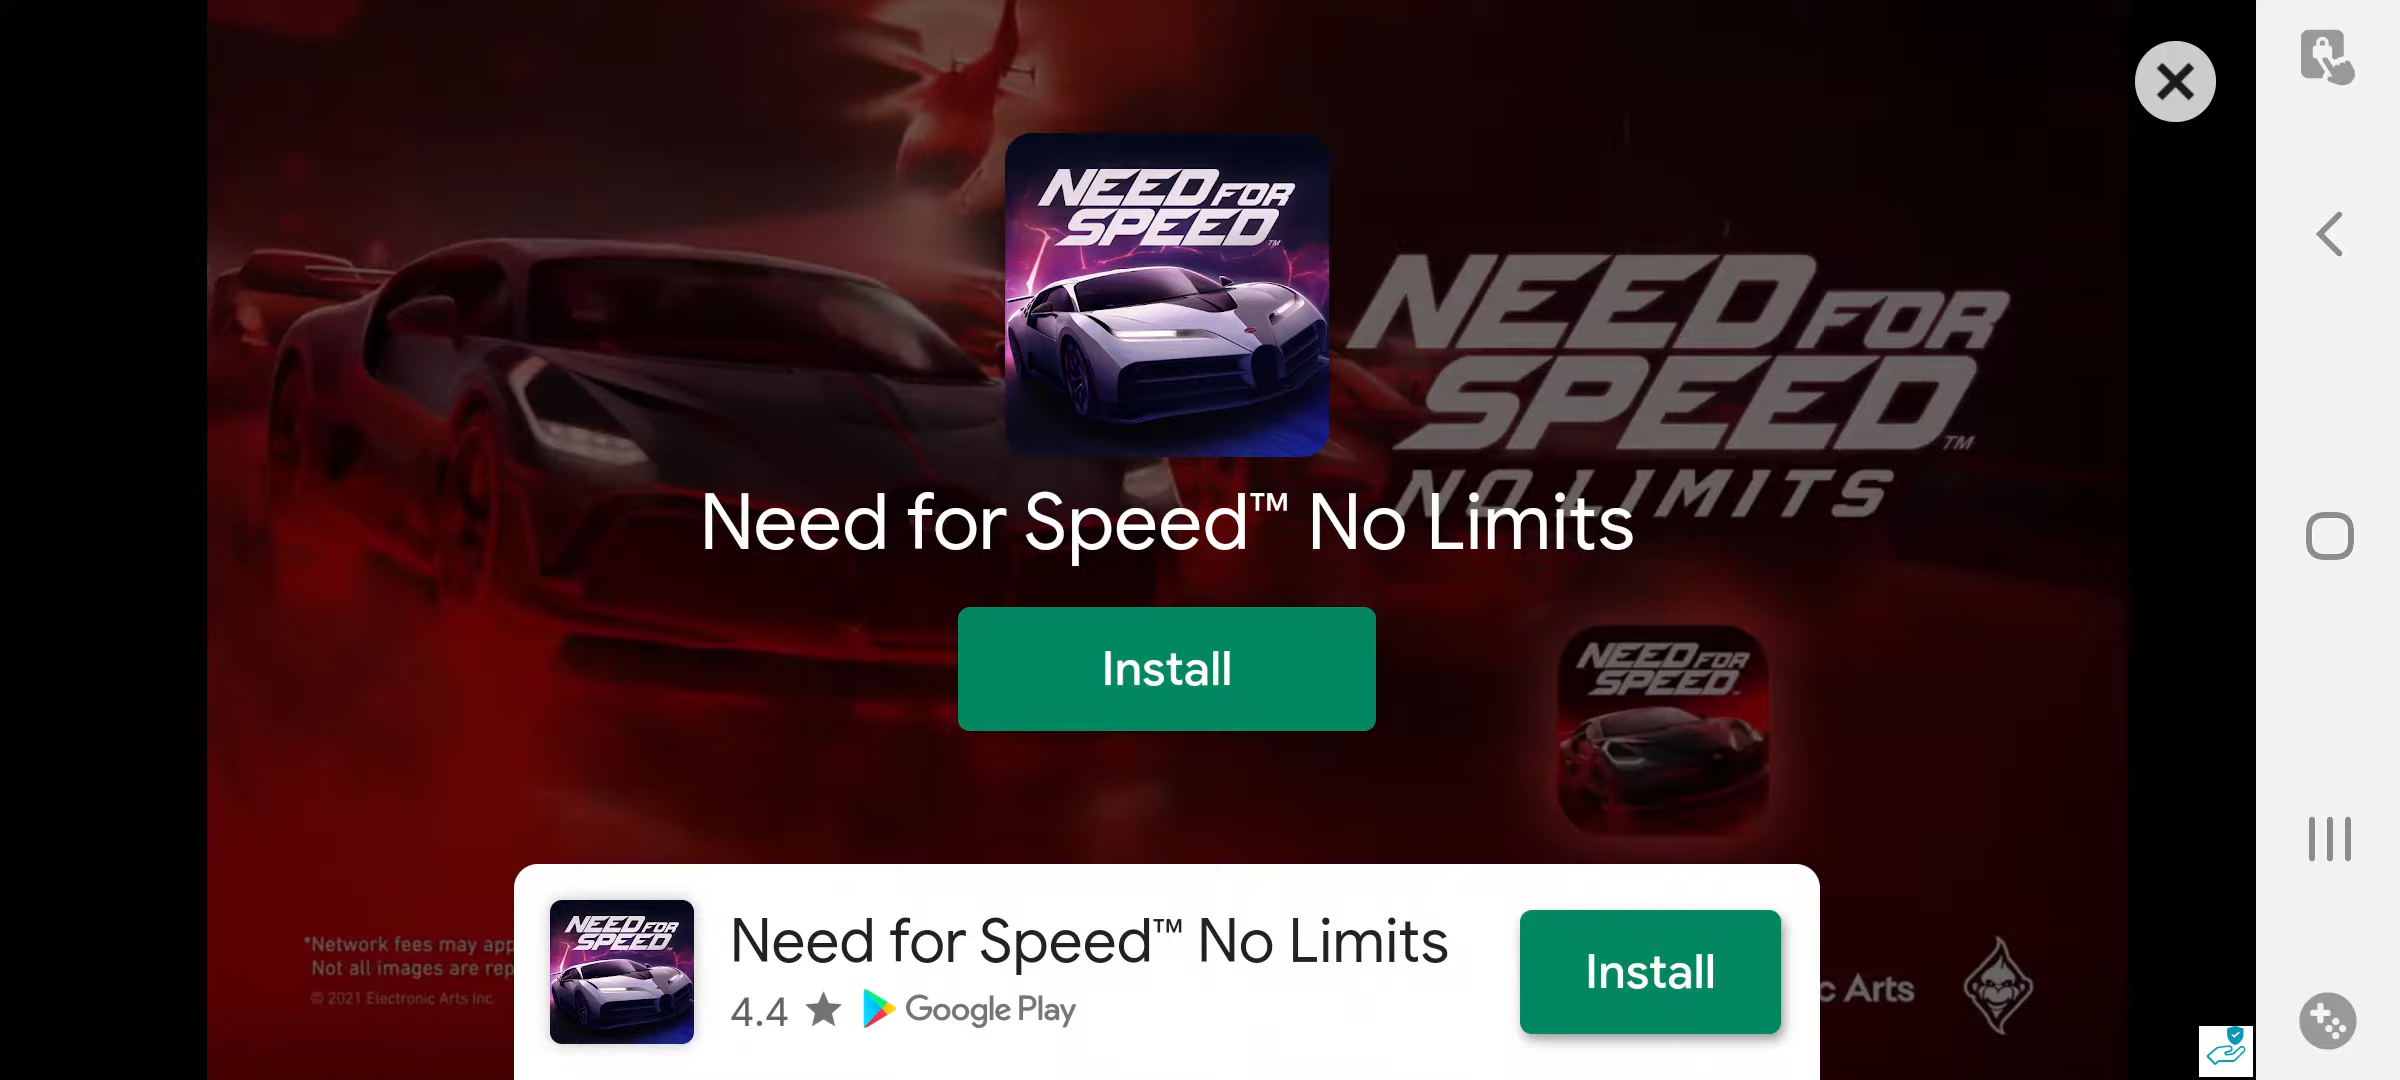 NEED FOR
SPEED™
NEED FOR
SPEED™
NO LIMITS
Need for Speed™ No Limits
Install
NEED FOR
SPEED
*Network fees may app
Not all images are rep
© 2021 Electronic Arts Inc.
NEED FOR
SPEED
Need for Speed™ No Limits
4.4 ★ Google Play
Install
c Arts